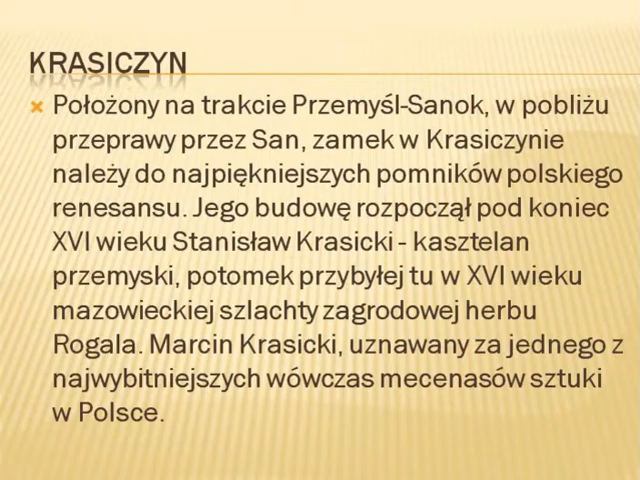 KRASICZYN
Położony na trakcie Przemyśl-Sanok, w pobliżu
przeprawy przez San, zamek w Krasiczynie
należy do najpiękniejszych pomników polskiego
renesansu. Jego budowę rozpoczął pod koniec
XVI wieku Stanisław Krasicki - kasztelan
przemyski, potomek przybyłej tu w XVI wieku
mazowieckiej szlachty zagrodowej herbu
Rogala. Marcin Krasicki, uznawany za jednego z
najwybitniejszych wówczas mecenasów sztuki
w Polsce.